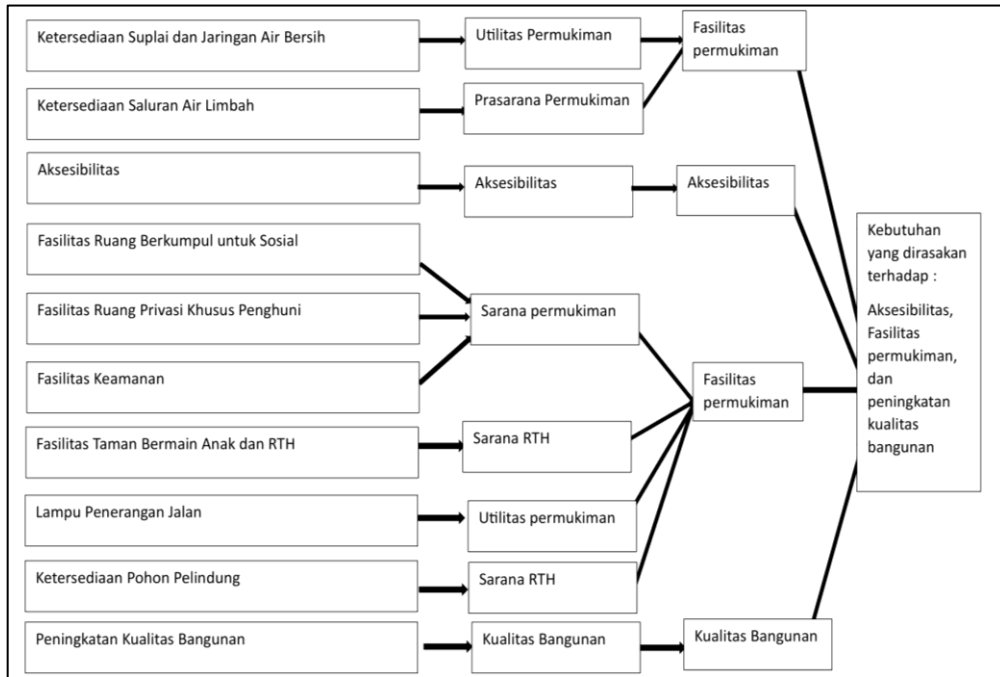 Ketersediaan Suplai dan Jaringan Air Bersih
Utilitas Permukiman
Fasilitas
permukiman
Ketersediaan Saluran Air Limbah
Prasarana Permukiman
Aksesibilitas
Aksesibilitas
Aksesibilitas
Fasilitas Ruang Berkumpul untuk Sosial
Fasilitas Ruang Privasi Khusus Penghuni
Sarana permukiman
Fasilitas Keamanan
Fasilitas
permukiman
Fasilitas Taman Bermain Anak dan RTH
Sarana RTH
Lampu Penerangan Jalan
Utilitas permukiman
Ketersediaan Pohon Pelindung
Sarana RTH
Peningkatan Kualitas Bangunan
Kualitas Bangunan
Kualitas Bangunan
Kebutuhan
yang dirasakan
terhadap :
Aksesibilitas,
Fasilitas
permukiman,
dan
peningkatan
kualitas
bangunan